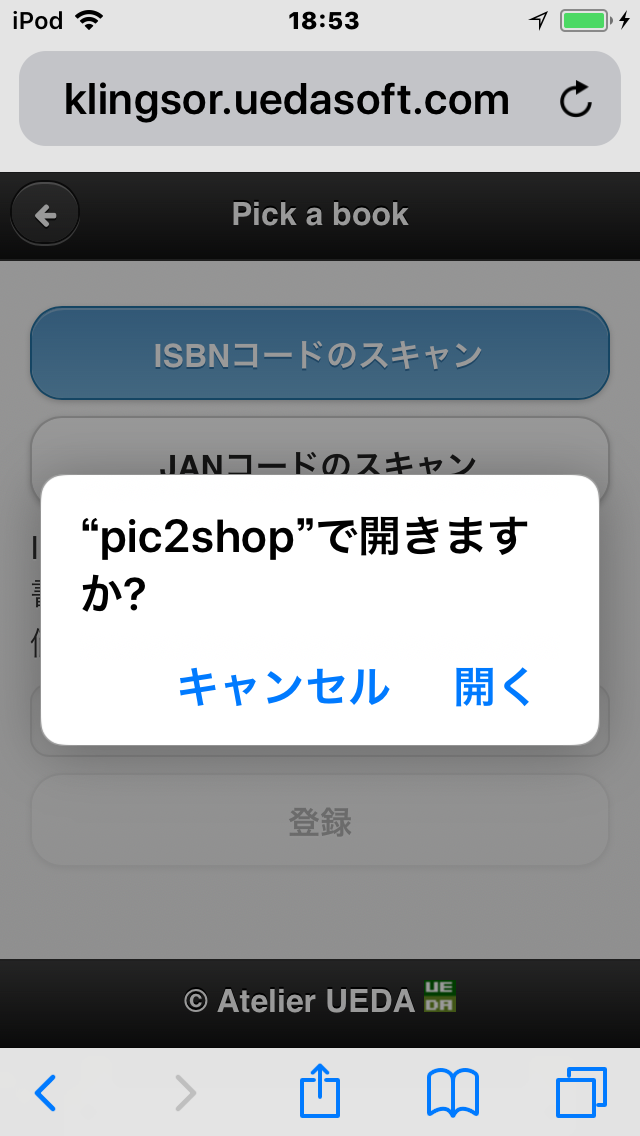 iPod 18:53
klingsor.uedasoft.com
Pick a book
ISBNコードのスキャン
JANコードのスキャン
“pic2shop”で開きます
か?
キャンセル 開く
登録
© Atelier UEDA UE
DA